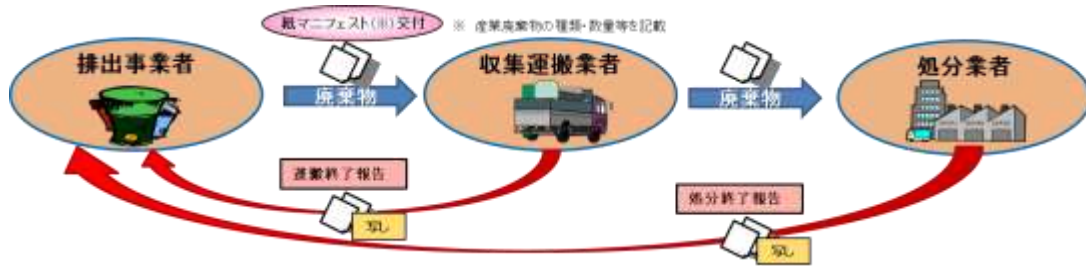 紙マニフェスト(※)交付
※ 産業廃棄物の種類・数量等を記載
排出事業者
収集運搬業者
処分業者
廃棄物
廃棄物
運搬終了報告
写し
処分終了報告
写し